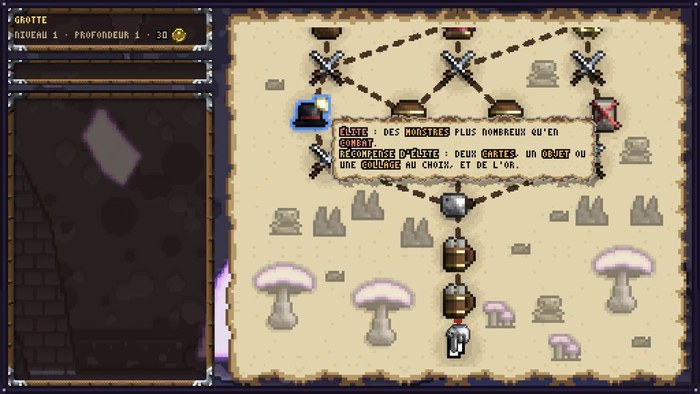 GROTTE
NIVEAU 1 · PROFONDEUR 1 · 30
ÉLITE : DES MONSTRES PLUS NOMBREUX QU'EN
COMBAT.
RÉCOMPENSE D'ÉLITE : DEUX CARTES, UN OBJET OU
UNE COLLAGE AU CHOIX, ET DE L'OR.